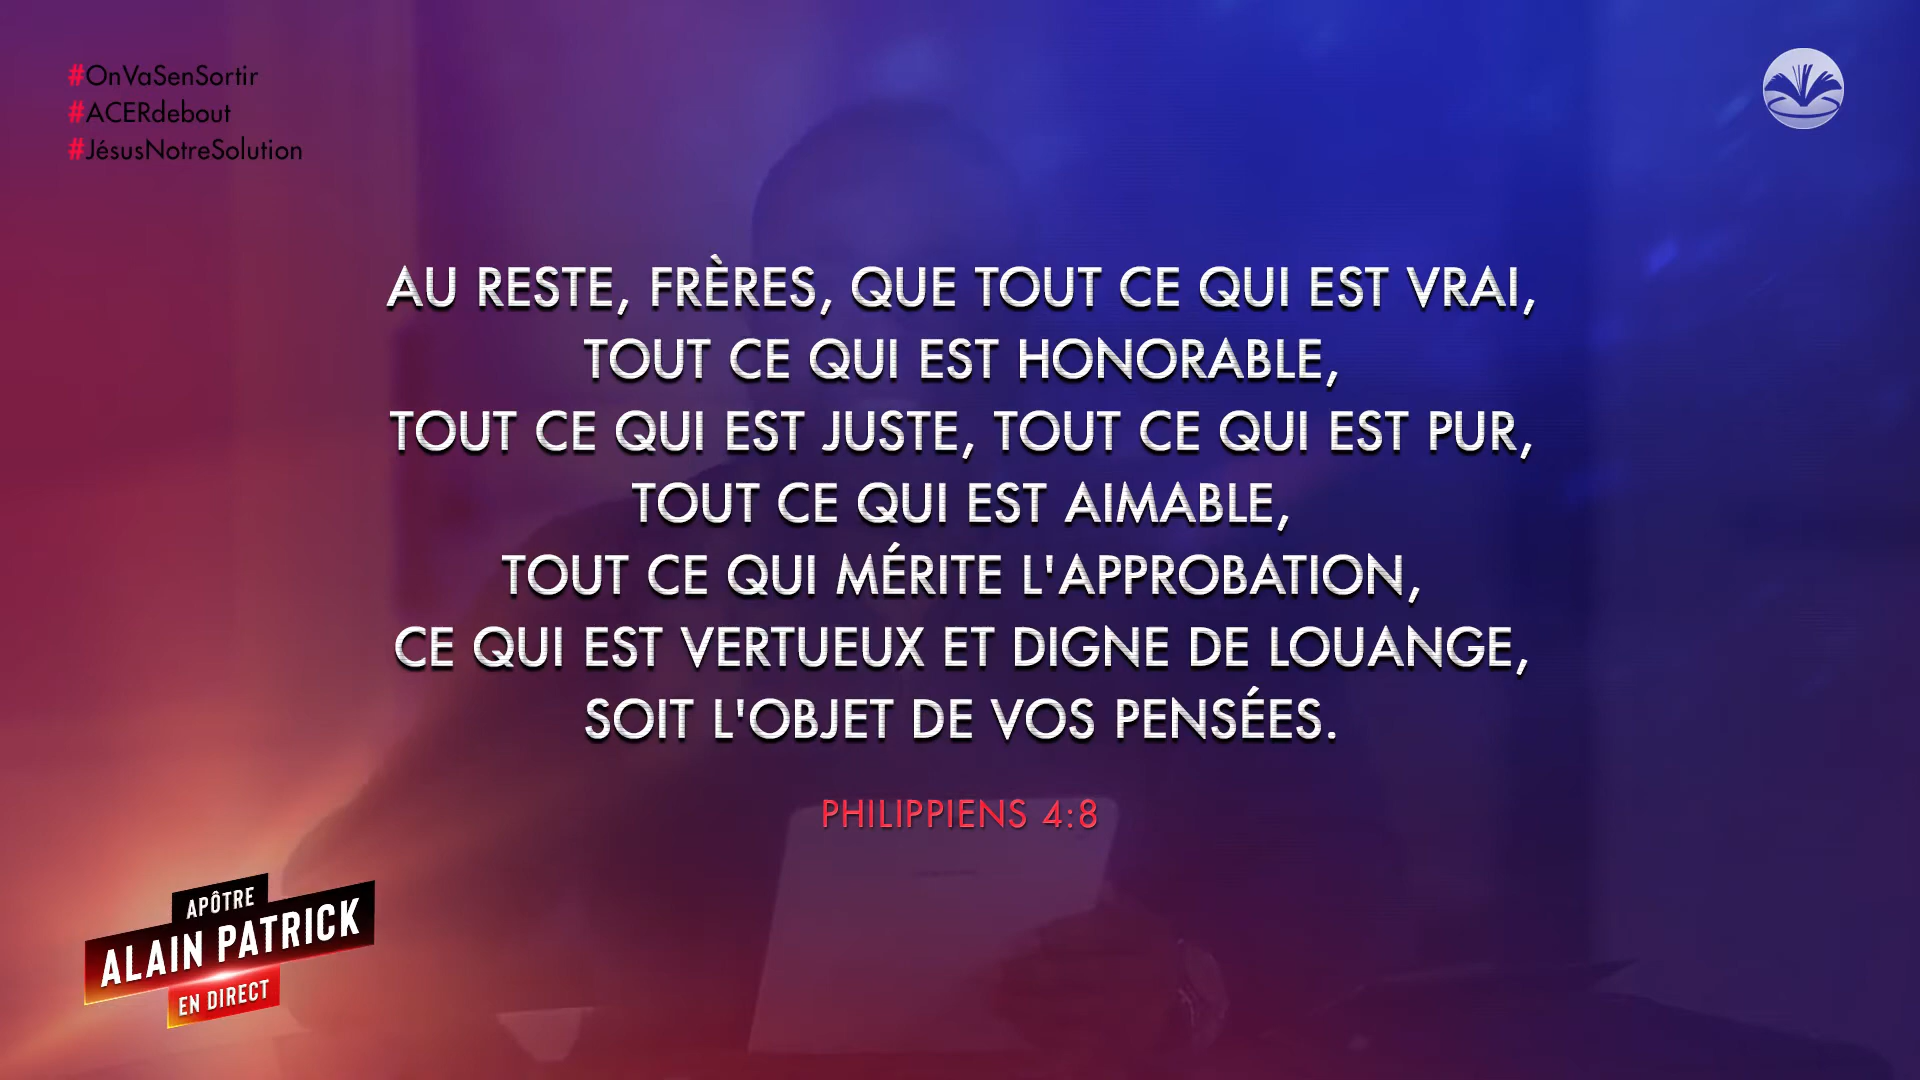 #OnVaSenSortir
#ACERdebout
#JésusNotreSolution
AU RESTE, FRÈRES, QUE TOUT CE QUI EST VRAI,
TOUT CE QUI EST HONORABLE,
TOUT CE QUI EST JUSTE, TOUT CE QUI EST PUR,
TOUT CE QUI EST AIMABLE,
TOUT CE QUI MÉRITE L'APPROBATION,
CE QUI EST VERTUEUX ET DIGNE DE LOUANGE,
SOIT L'OBJET DE VOS PENSÉES.
PHILIPPIENS 4:8
APÔTRE
ALAIN PATRICK
EN DIRECT